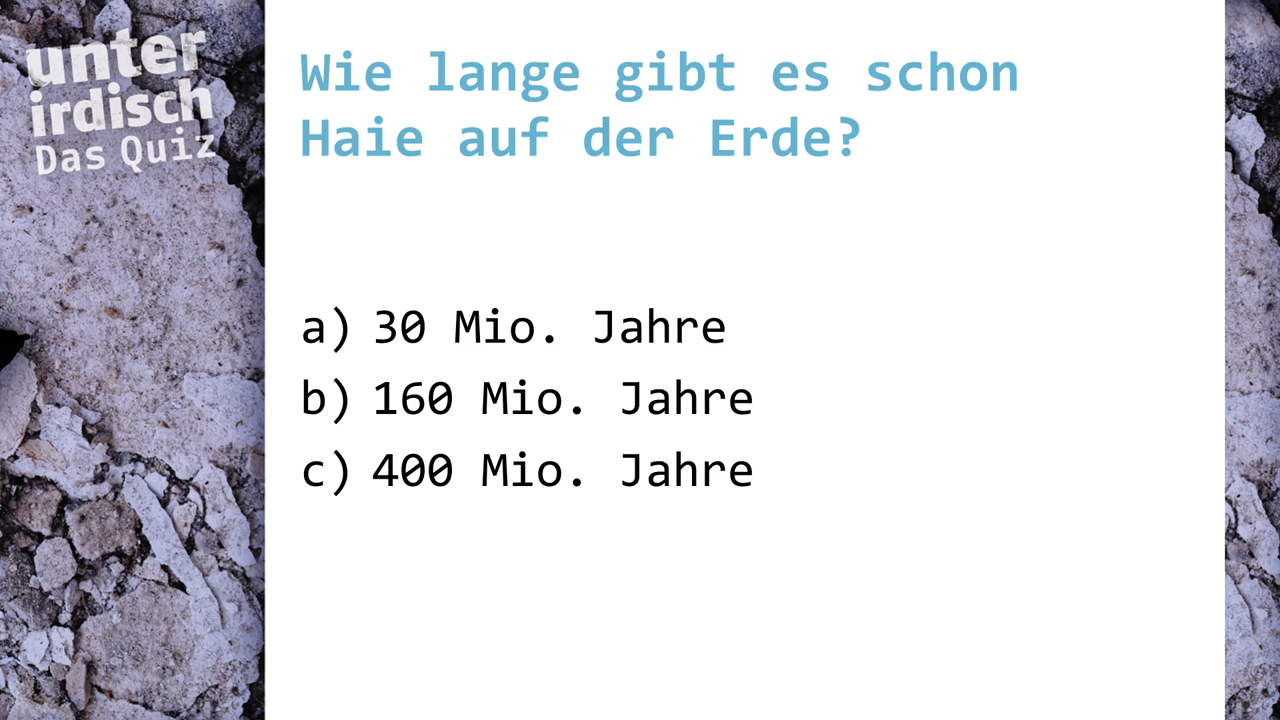 unter
irdisch
Das Quiz
Wie lange gibt es schon
Haie auf der Erde?
a) 30 Mio. Jahre
b) 160 Mio. Jahre
c) 400 Mio. Jahre